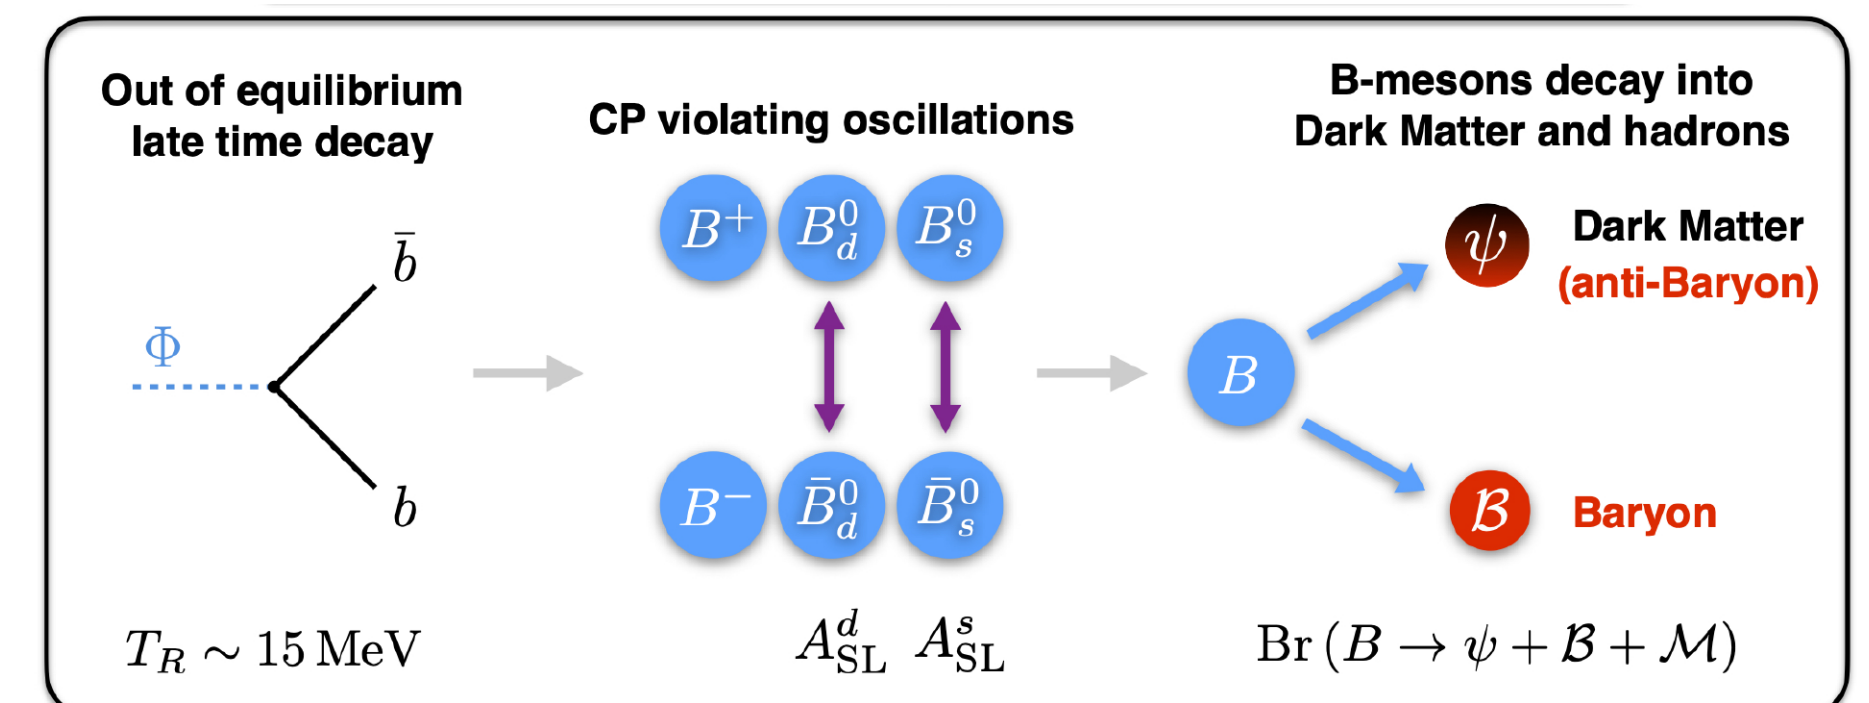 Out of equilibrium
late time decay
CP violating oscillations
B-mesons decay into
Dark Matter and hadrons
Φ
b̄
b
B⁺ B⁰_d B⁰_s
B⁻ B̄⁰_d B̄⁰_s
B
ψ
Dark Matter
(anti-Baryon)
ℬ
Baryon
T_R ∼ 15 MeV
A^d_SL A^s_SL
Br (B → ψ + ℬ + ℳ)